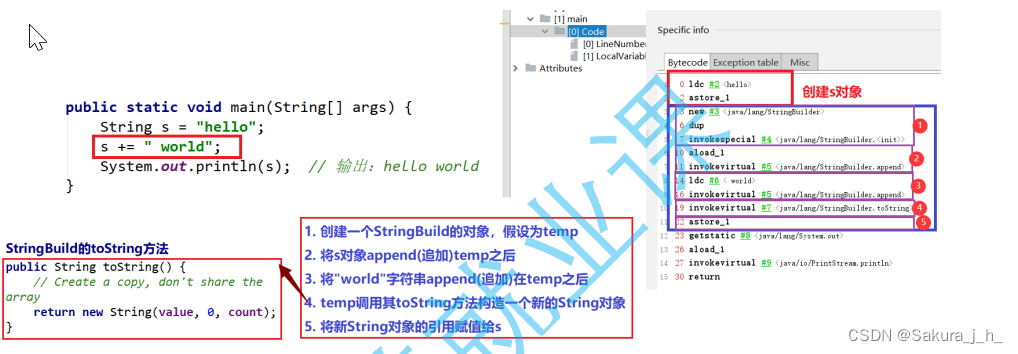 public static void main(String[] args) {
String s = "hello";
s += " world";
System.out.println(s); // 输出：hello world
}
StringBuild的toString方法
public String toString() {
// Create a copy, don't share the
array
return new String(value, 0, count);
}
1. 创建一个StringBuild的对象，假设为temp
2. 将s对象append(追加)temp之后
3. 将"world"字符串append(追加)在temp之后
4. temp调用其toString方法构造一个新的String对象
5. 将新String对象的引用赋值给s
[1] main
[0] Code
[0] LineNumber
[1] LocalVariabl
Attributes
Specific info
Bytecode Exception table Misc
0 ldc #2 <hello>
2 astore_1
创建s对象
3 new #3 <java/lang/StringBuilder>
6 dup
7 invokespecial #4 <java/lang/StringBuilder.<init>>
1
10 aload_1
11 invokevirtual #5 <java/lang/StringBuilder.append>
2
14 ldc #6 < world>
16 invokevirtual #5 <java/lang/StringBuilder.append>
3
19 invokevirtual #7 <java/lang/StringBuilder.toString>
4
22 astore_1
5
12 23 getstatic #8 <java/lang/System.out>
13 26 aload_1
14 27 invokevirtual #9 <java/io/PrintStream.println>
15 30 return
就业课
CSDN @Sakura_j_h_